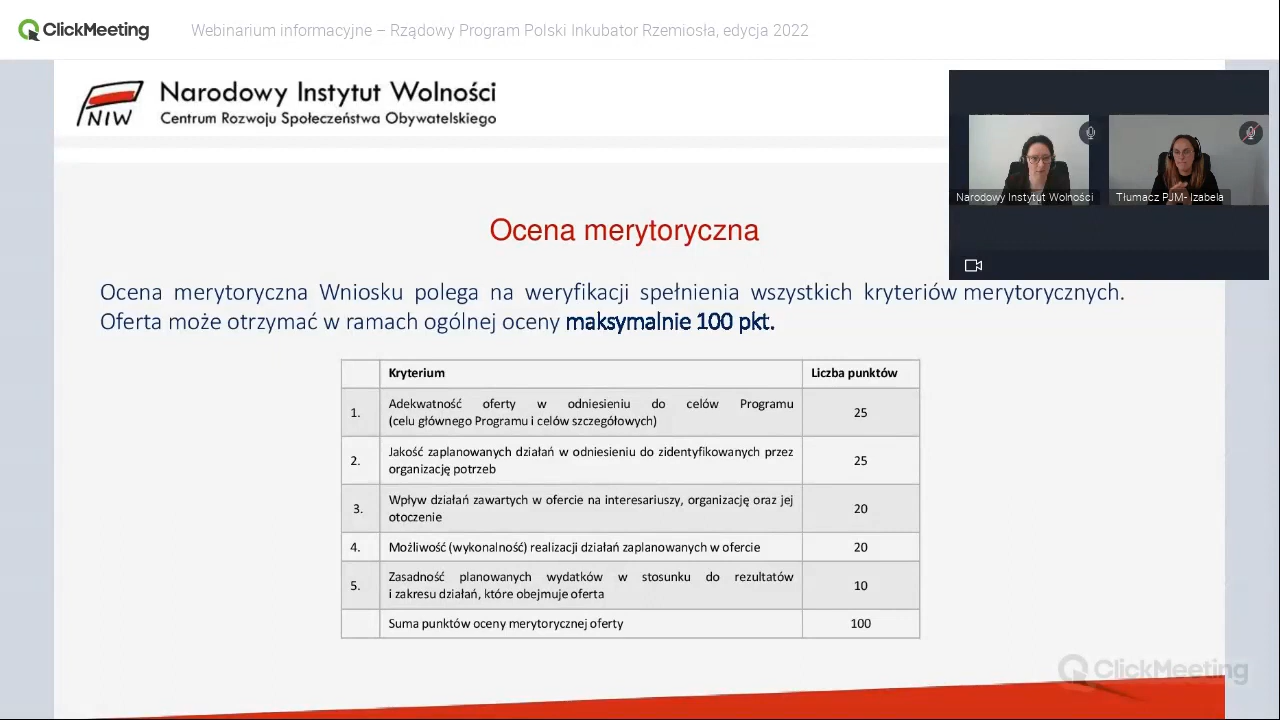 ClickMeeting
Webinarium informacyjne – Rządowy Program Polski Inkubator Rzemiosła, edycja 2022
NIW
Narodowy Instytut Wolności
Centrum Rozwoju Społeczeństwa Obywatelskiego
Narodowy Instytut Wolności
Tłumacz PJM- Izabela
Ocena merytoryczna
Ocena merytoryczna Wniosku polega na weryfikacji spełnienia wszystkich kryteriów merytorycznych.
Oferta może otrzymać w ramach ogólnej oceny maksymalnie 100 pkt.
Kryterium Liczba punktów
1. Adekwatność oferty w odniesieniu do celów Programu
(celu głównego Programu i celów szczegółowych) 25
2. Jakość zaplanowanych działań w odniesieniu do zidentyfikowanych przez
organizację potrzeb 25
3. Wpływ działań zawartych w ofercie na interesariuszy, organizację oraz jej
otoczenie 20
4. Możliwość (wykonalność) realizacji działań zaplanowanych w ofercie 20
5. Zasadność planowanych wydatków w stosunku do rezultatów
i zakresu działań, które obejmuje oferta 10
Suma punktów oceny merytorycznej oferty 100
ClickMeeting